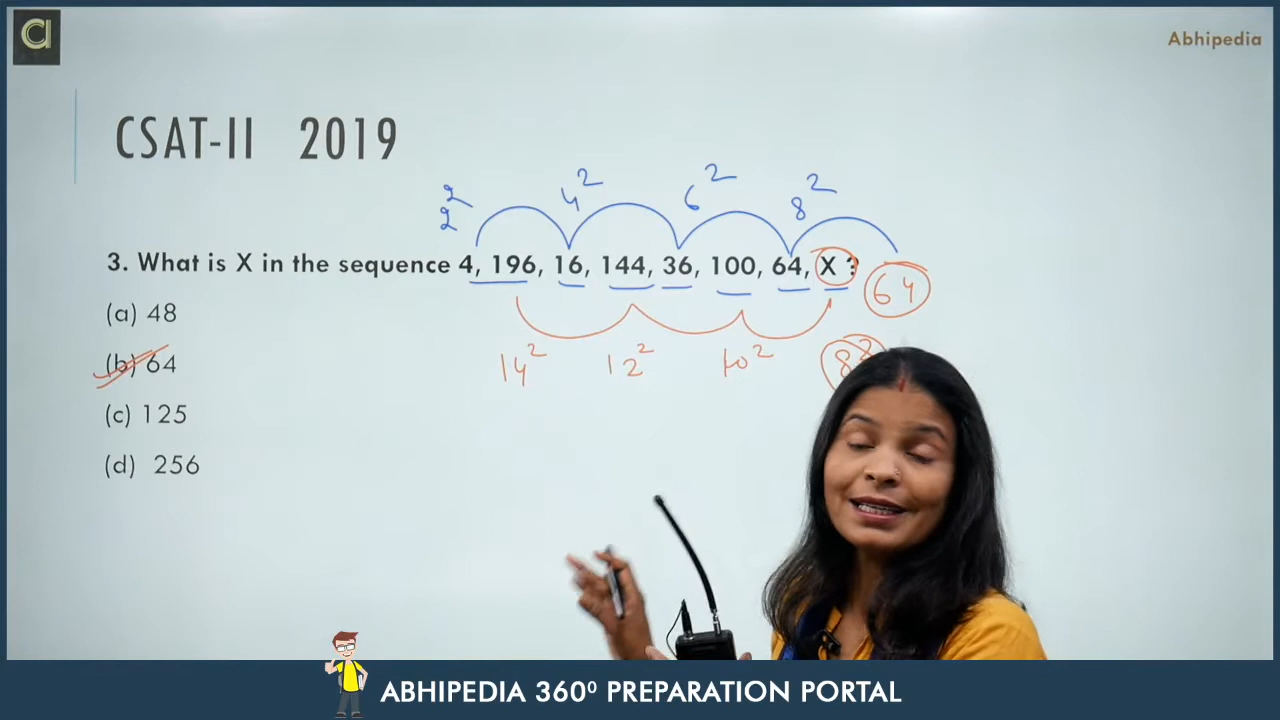 a
Abhipedia
CSAT-II 2019
2² 4² 6² 8²
3. What is X in the sequence 4, 196, 16, 144, 36, 100, 64, X ?
64
(a) 48
14² 12² 10² 8²
(b) 64
(c) 125
(d) 256
ABHIPEDIA 360⁰ PREPARATION PORTAL